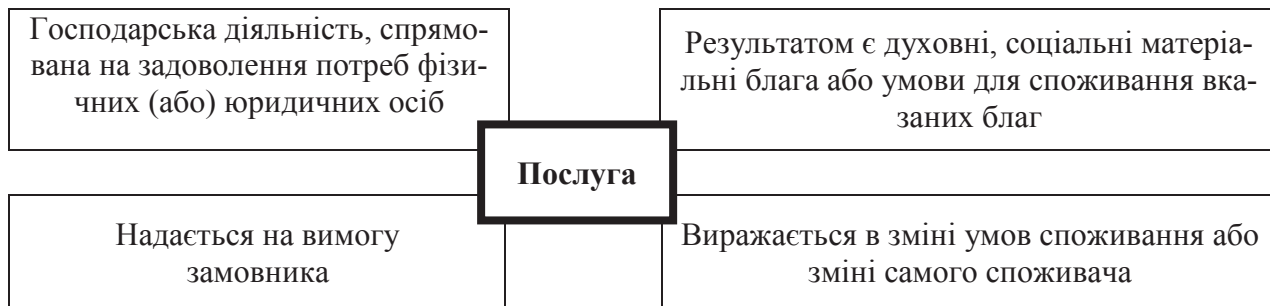 Господарська діяльність, спрямо-
вана на задоволення потреб фізи-
чних (або) юридичних осіб
Результатом є духовні, соціальні матеріа-
льні блага або умови для споживання вка-
заних благ
Послуга
Надається на вимогу
замовника
Виражається в зміні умов споживання або
зміні самого споживача